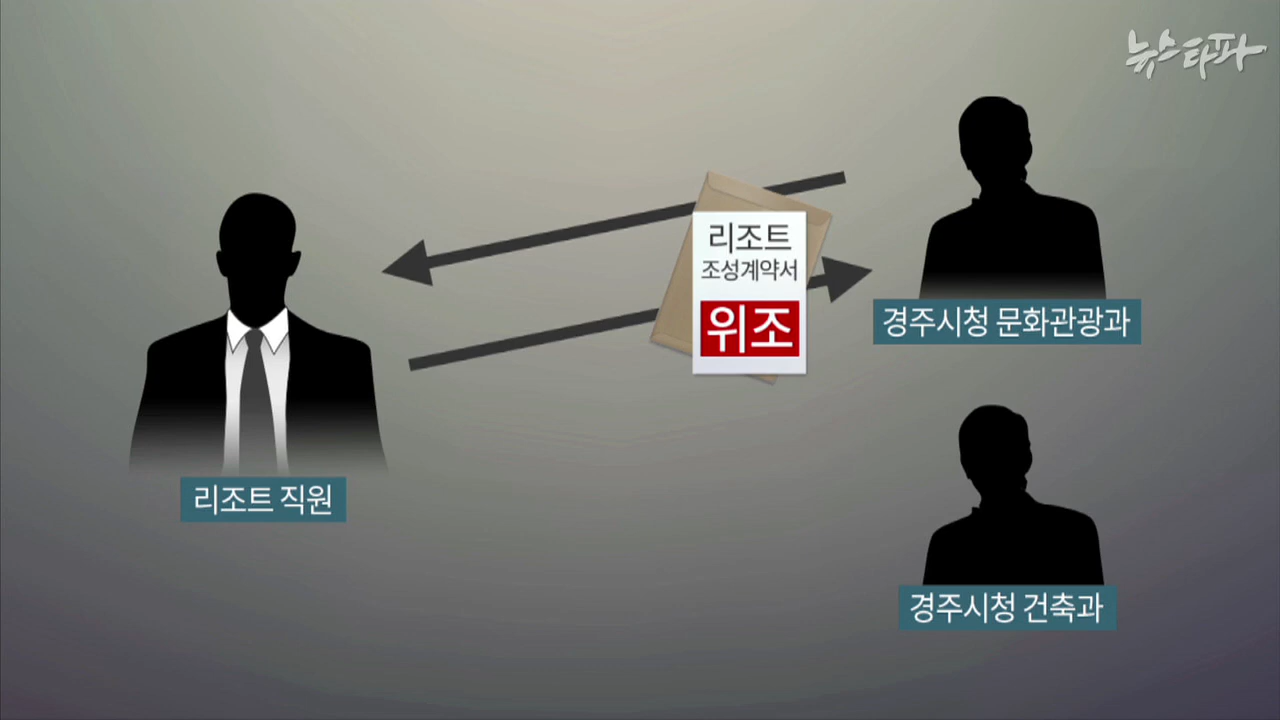 뉴스타파
리조트
조성계약서
위조
경주시청 문화관광과
리조트 직원
경주시청 건축과